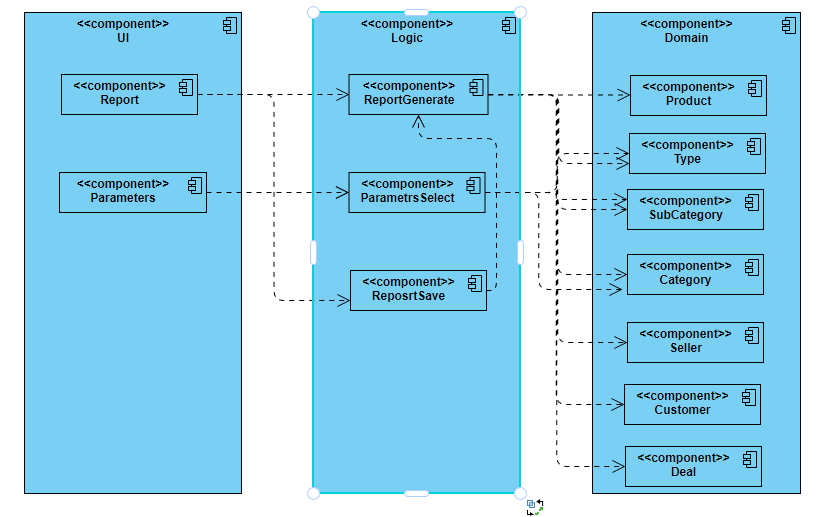 <<component>>
UI
<<component>>
Report
<<component>>
Parameters
<<component>>
Logic
<<component>>
ReportGenerate
<<component>>
ParametrsSelect
<<component>>
ReposrtSave
<<component>>
Domain
<<component>>
Product
<<component>>
Type
<<component>>
SubCategory
<<component>>
Category
<<component>>
Seller
<<component>>
Customer
<<component>>
Deal